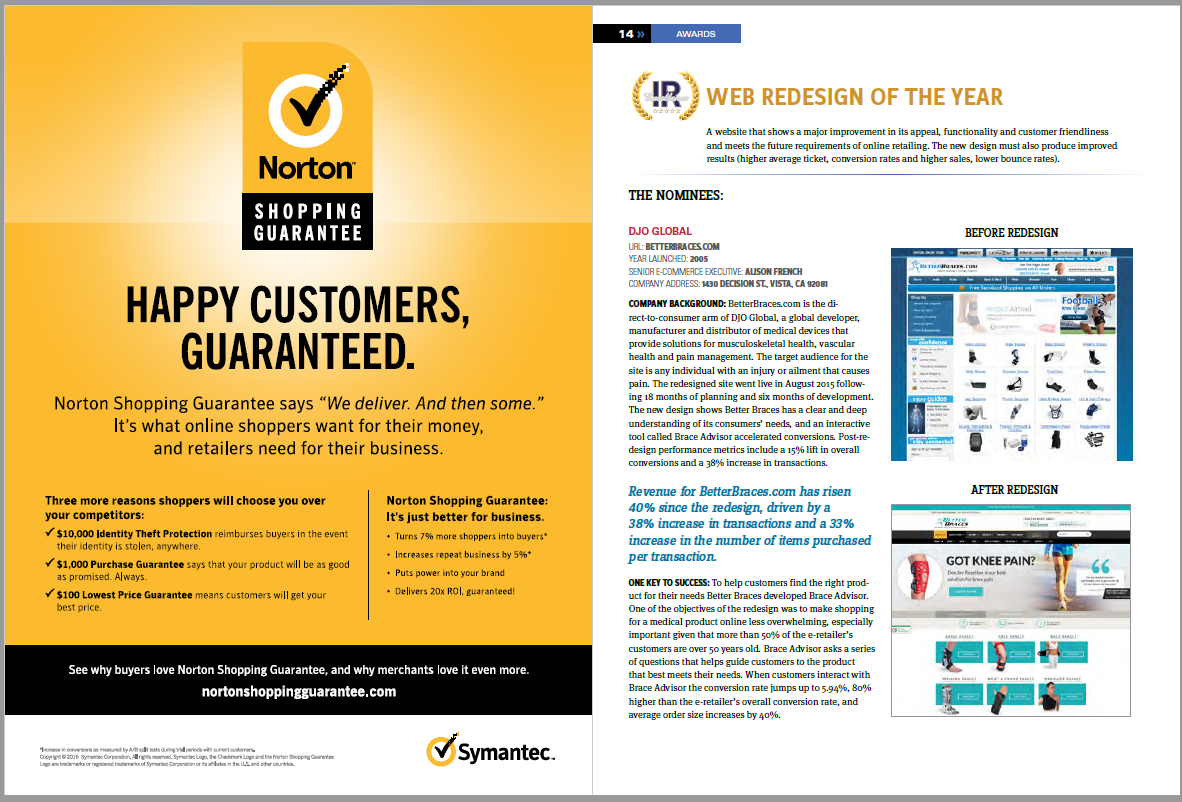 Norton™
SHOPPING
GUARANTEE
HAPPY CUSTOMERS,
GUARANTEED.
Norton Shopping Guarantee says “We deliver. And then some.”
It’s what online shoppers want for their money,
and retailers need for their business.
Three more reasons shoppers will choose you over
your competitors:
$10,000 Identity Theft Protection reimburses buyers in the event
their identity is stolen, anywhere.
$1,000 Purchase Guarantee says that your product will be as good
as promised. Always.
$100 Lowest Price Guarantee means customers will get your
best price.
Norton Shopping Guarantee:
It’s just better for business.
• Turns 7% more shoppers into buyers*
• Increases repeat business by 5%*
• Puts power into your brand
• Delivers 20x ROI, guaranteed!
See why buyers love Norton Shopping Guarantee, and why merchants love it even more.
nortonshoppingguarantee.com
*Increase in conversions as measured by A/B split tests during trial periods with current customers.
Copyright © 2016 Symantec Corporation. All rights reserved. Symantec Logo, the Checkmark Logo and the Norton Shopping Guarantee
Logo are trademarks or registered trademarks of Symantec Corporation or its affiliates in the U.S. and other countries.
Symantec™
14 »
AWARDS
IR
WEB REDESIGN OF THE YEAR
A website that shows a major improvement in its appeal, functionality and customer friendliness
and meets the future requirements of online retailing. The new design must also produce improved
results (higher average ticket, conversion rates and higher sales, lower bounce rates).
THE NOMINEES:
DJO GLOBAL
URL: BETTERBRACES.COM
YEAR LAUNCHED: 2005
SENIOR E-COMMERCE EXECUTIVE: ALISON FRENCH
COMPANY ADDRESS: 1430 DECISION ST., VISTA, CA 92081
COMPANY BACKGROUND: BetterBraces.com is the di-
rect-to-consumer arm of DJO Global, a global developer,
manufacturer and distributor of medical devices that
provide solutions for musculoskeletal health, vascular
health and pain management. The target audience for the
site is any individual with an injury or ailment that causes
pain. The redesigned site went live in August 2015 follow-
ing 18 months of planning and six months of development.
The new design shows Better Braces has a clear and deep
understanding of its consumers’ needs, and an interactive
tool called Brace Advisor accelerated conversions. Post-re-
design performance metrics include a 15% lift in overall
conversions and a 38% increase in transactions.
Revenue for BetterBraces.com has risen
40% since the redesign, driven by a
38% increase in transactions and a 33%
increase in the number of items purchased
per transaction.
ONE KEY TO SUCCESS: To help customers find the right prod-
uct for their needs Better Braces developed Brace Advisor.
One of the objectives of the redesign was to make shopping
for a medical product online less overwhelming, especially
important given that more than 50% of the e-retailer’s
customers are over 50 years old. Brace Advisor asks a series
of questions that helps guide customers to the product
that best meets their needs. When customers interact with
Brace Advisor the conversion rate jumps up to 5.94%, 80%
higher than the e-retailer’s overall conversion rate, and
average order size increases by 40%.
BEFORE REDESIGN
BETTERBRACES.COM
Free Standard Shipping on All Orders
Football
injury guides
AFTER REDESIGN
BETTER
BRACES
GOT KNEE PAIN?
DonJoy Reaction is our best
solution for knee pain